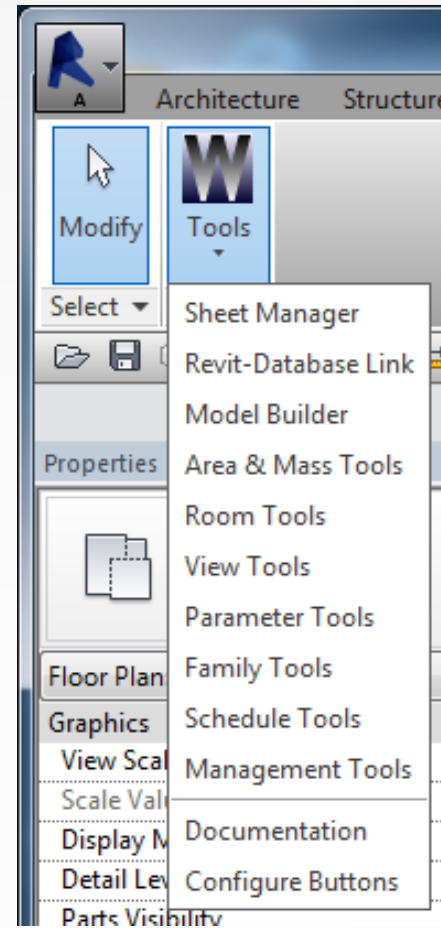 A
Architecture Structure
W
Modify Tools
Select
Sheet Manager
Revit-Database Link
Model Builder
Properties
Area & Mass Tools
Room Tools
View Tools
Parameter Tools
Floor Plan
Family Tools
Graphics
Schedule Tools
View Scal
Management Tools
Scale Valu
Documentation
Display M
Detail Lev
Configure Buttons
Parts Visibility